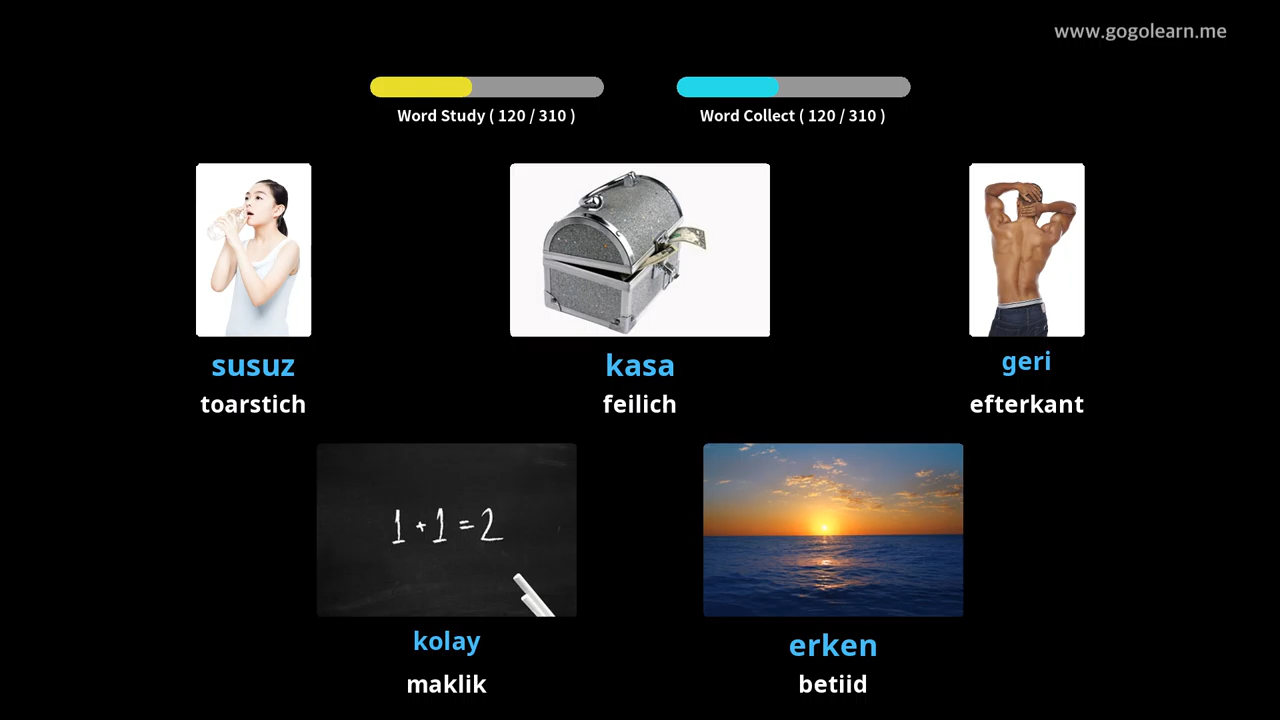 www.gogolearn.me
Word Study ( 120 / 310 )
Word Collect ( 120 / 310 )
susuz
toarstich
kasa
feilich
geri
efterkant
1 + 1 = 2
kolay
maklik
erken
betiid